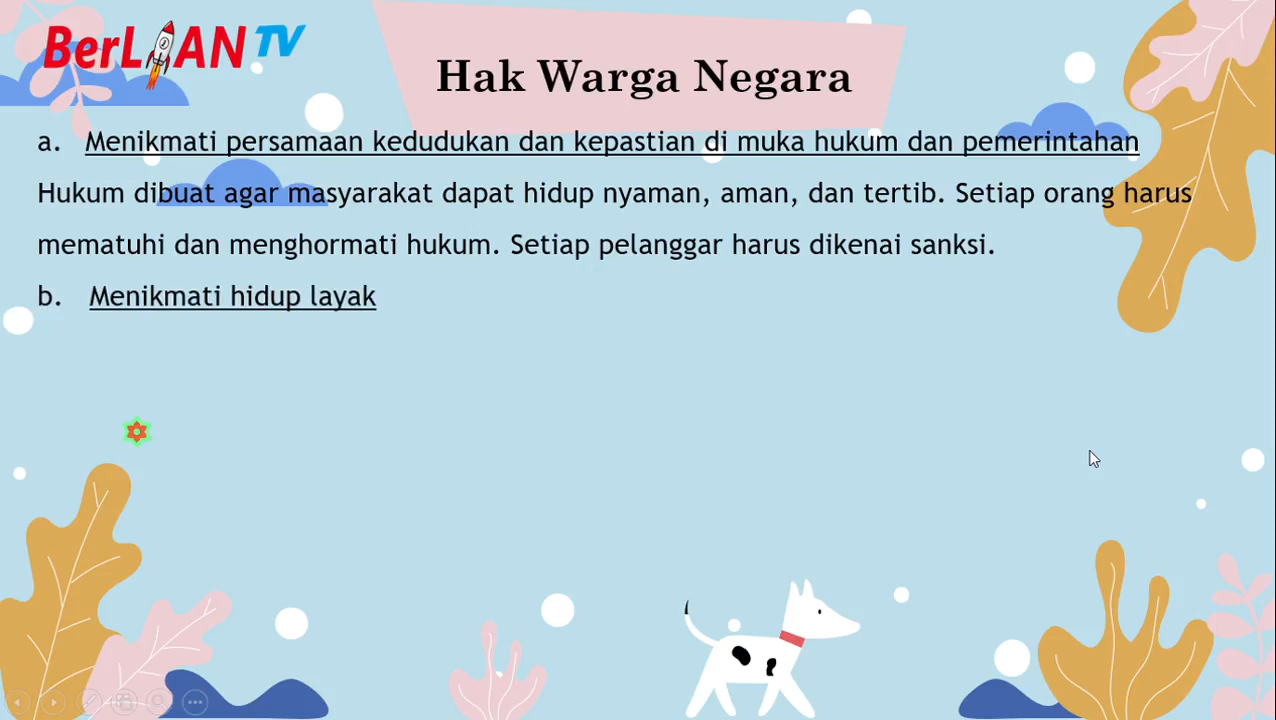 BerLIAN TV
Hak Warga Negara
a. Menikmati persamaan kedudukan dan kepastian di muka hukum dan pemerintahan
Hukum dibuat agar masyarakat dapat hidup nyaman, aman, dan tertib. Setiap orang harus
mematuhi dan menghormati hukum. Setiap pelanggar harus dikenai sanksi.
b. Menikmati hidup layak